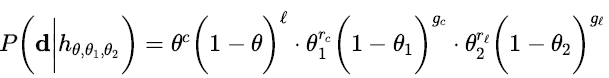 P(d|h_{θ,θ_1,θ_2}) = θ^c(1 − θ)^ℓ · θ_1^{r_c}(1 − θ_1)^{g_c} · θ_2^{r_ℓ}(1 − θ_2)^{g_ℓ}